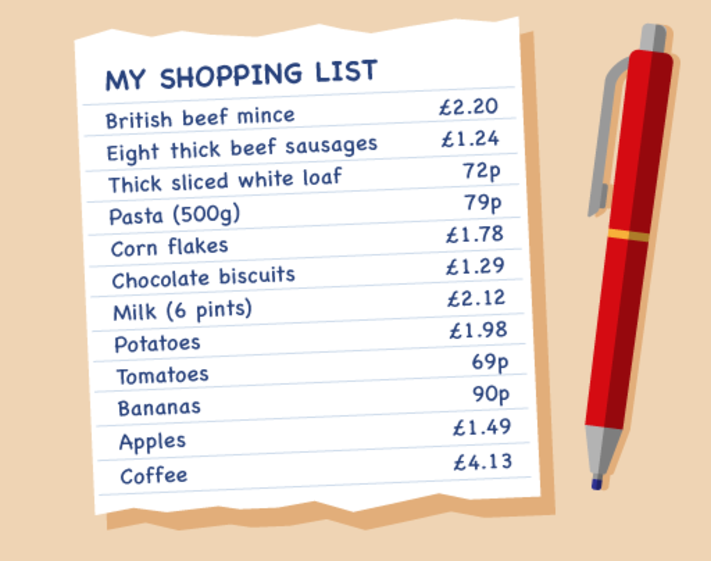 MY SHOPPING LIST
British beef mince £2.20
Eight thick beef sausages £1.24
Thick sliced white loaf 72p
Pasta (500g) 79p
Corn flakes £1.78
Chocolate biscuits £1.29
Milk (6 pints) £2.12
Potatoes £1.98
Tomatoes 69p
Bananas 90p
Apples £1.49
Coffee £4.13